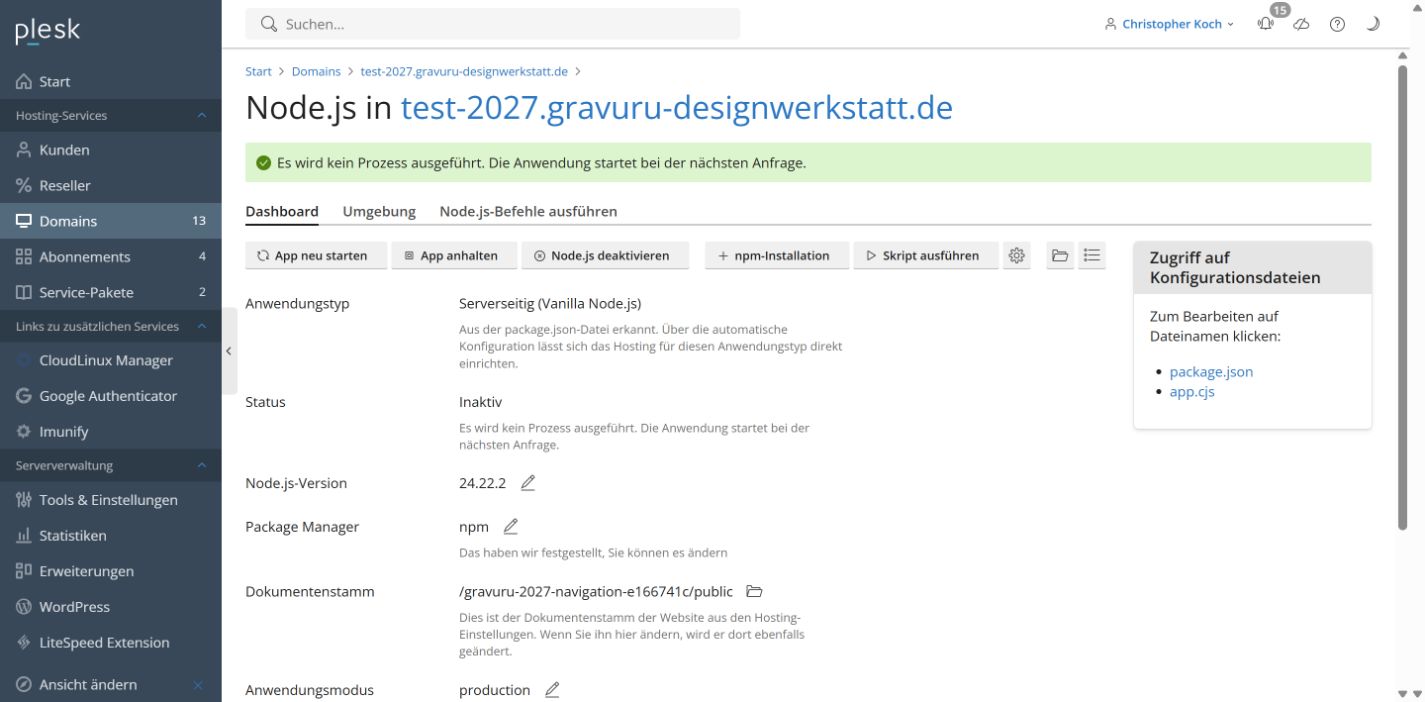 plesk
Suchen...
Christopher Koch
15
Start
Hosting-Services
Kunden
Reseller
Domains 13
Abonnements 4
Service-Pakete 2
Links zu zusätzlichen Services
CloudLinux Manager
Google Authenticator
Imunify
Serververwaltung
Tools & Einstellungen
Statistiken
Erweiterungen
WordPress
LiteSpeed Extension
Ansicht ändern
Start > Domains > test-2027.gravuru-designwerkstatt.de >
Node.js in test-2027.gravuru-designwerkstatt.de
Es wird kein Prozess ausgeführt. Die Anwendung startet bei der nächsten Anfrage.
Dashboard Umgebung Node.js-Befehle ausführen
App neu starten App anhalten Node.js deaktivieren + npm-Installation Skript ausführen
Anwendungstyp Serverseitig (Vanilla Node.js)
Aus der package.json-Datei erkannt. Über die automatische
Konfiguration lässt sich das Hosting für diesen Anwendungstyp direkt
einrichten.
Status Inaktiv
Es wird kein Prozess ausgeführt. Die Anwendung startet bei der
nächsten Anfrage.
Node.js-Version 24.22.2
Package Manager npm
Das haben wir festgestellt, Sie können es ändern
Dokumentenstamm /gravuru-2027-navigation-e166741c/public
Dies ist der Dokumentenstamm der Website aus den Hosting-
Einstellungen. Wenn Sie ihn hier ändern, wird er dort ebenfalls
geändert.
Anwendungsmodus production
Zugriff auf
Konfigurationsdateien
Zum Bearbeiten auf
Dateinamen klicken:
• package.json
• app.cjs